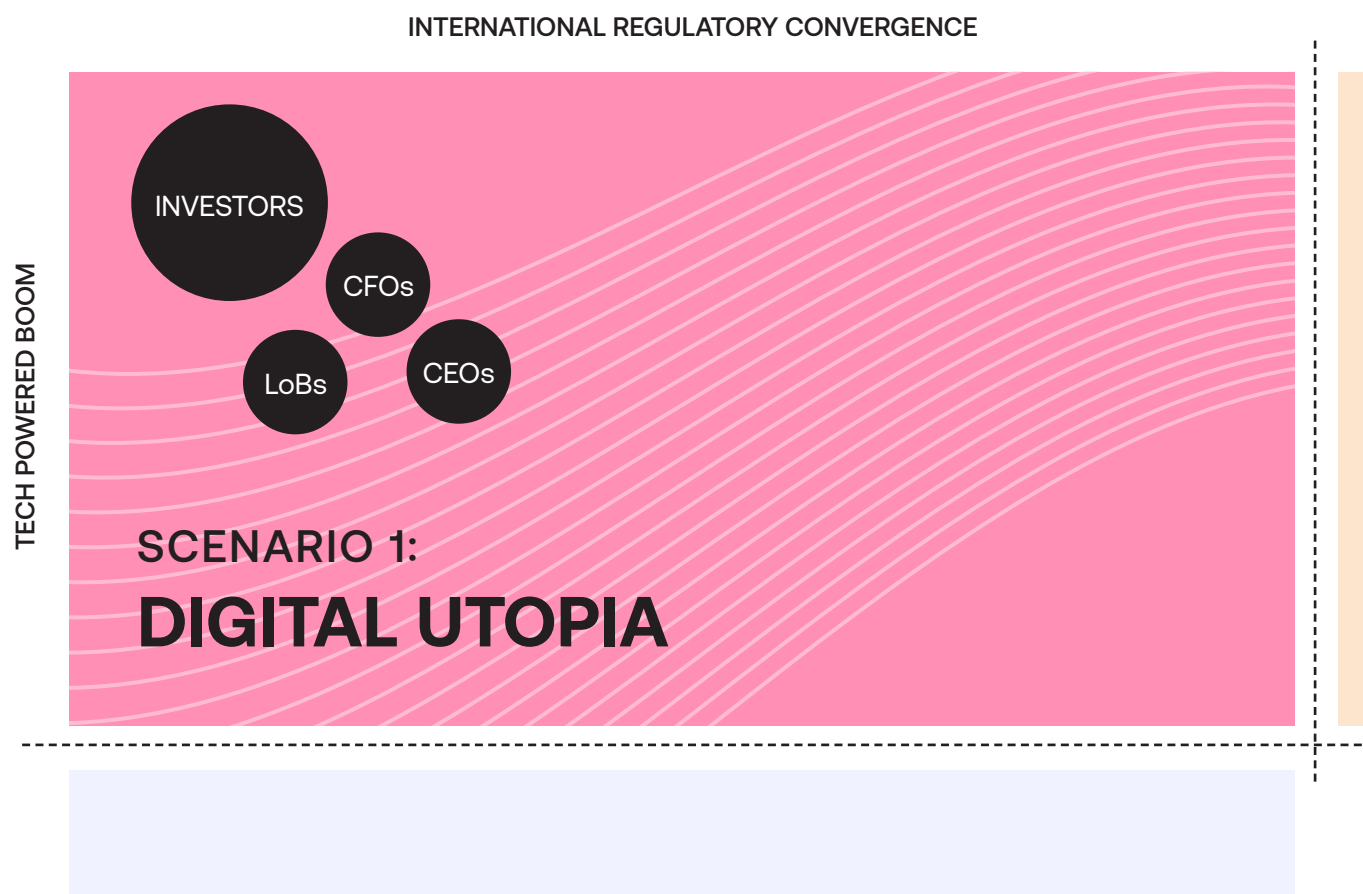 INTERNATIONAL REGULATORY CONVERGENCE
TECH POWERED BOOM
INVESTORS
CFOs
LoBs
CEOs
SCENARIO 1:
DIGITAL UTOPIA